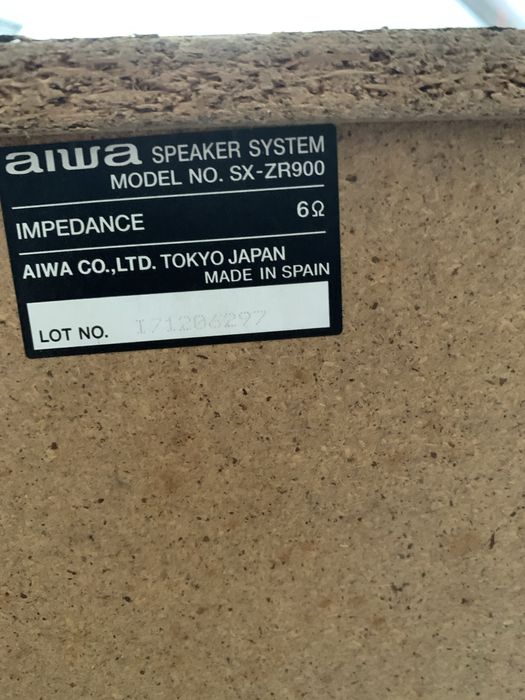 aiwa SPEAKER SYSTEM
MODEL NO. SX-ZR900
IMPEDANCE 6Ω
AIWA CO.,LTD. TOKYO JAPAN
MADE IN SPAIN
LOT NO. I71206297